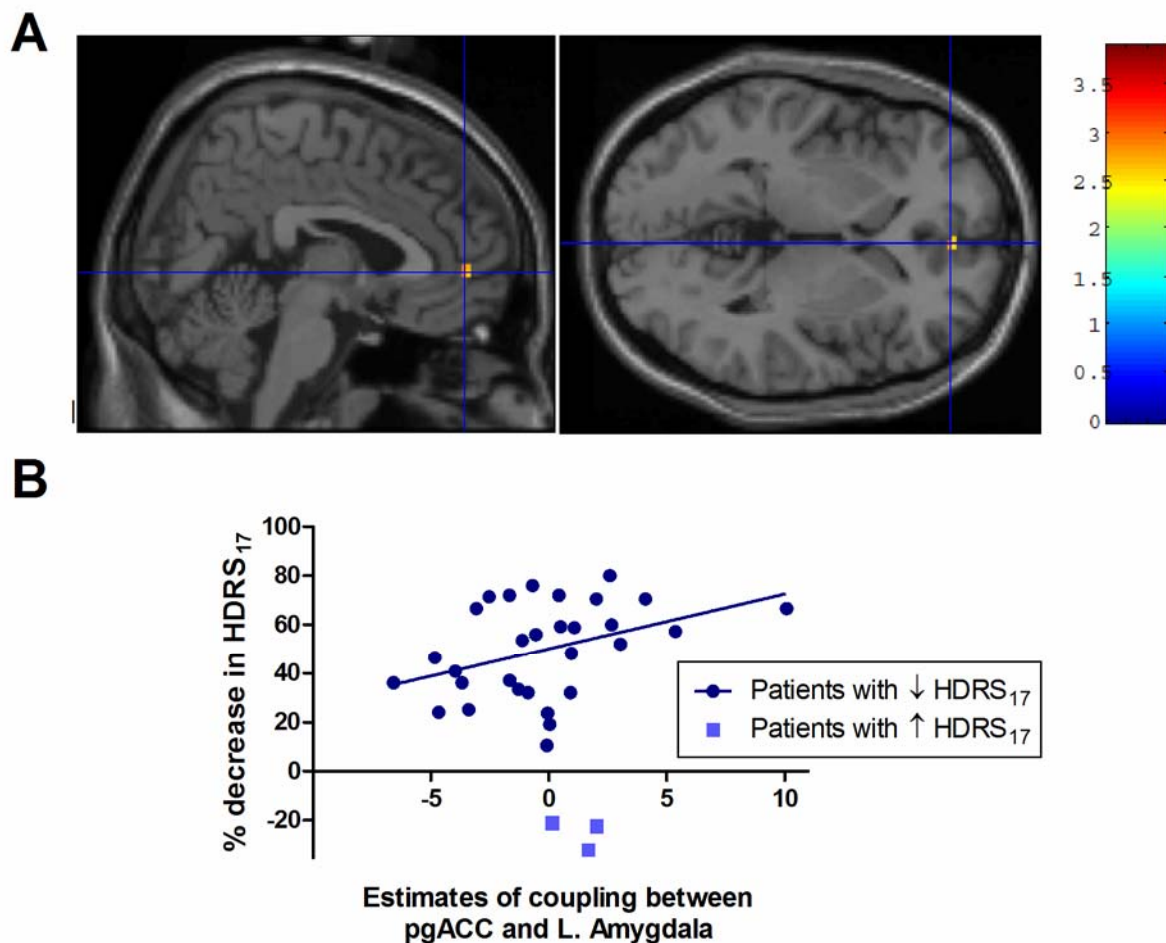 A
3.5
3
2.5
2
1.5
1
0.5
0
B
% decrease in HDRS17
100
80
60
40
20
0
-20
-5
0
5
10
Patients with ↓ HDRS17
Patients with ↑ HDRS17
Estimates of coupling between
pgACC and L. Amygdala